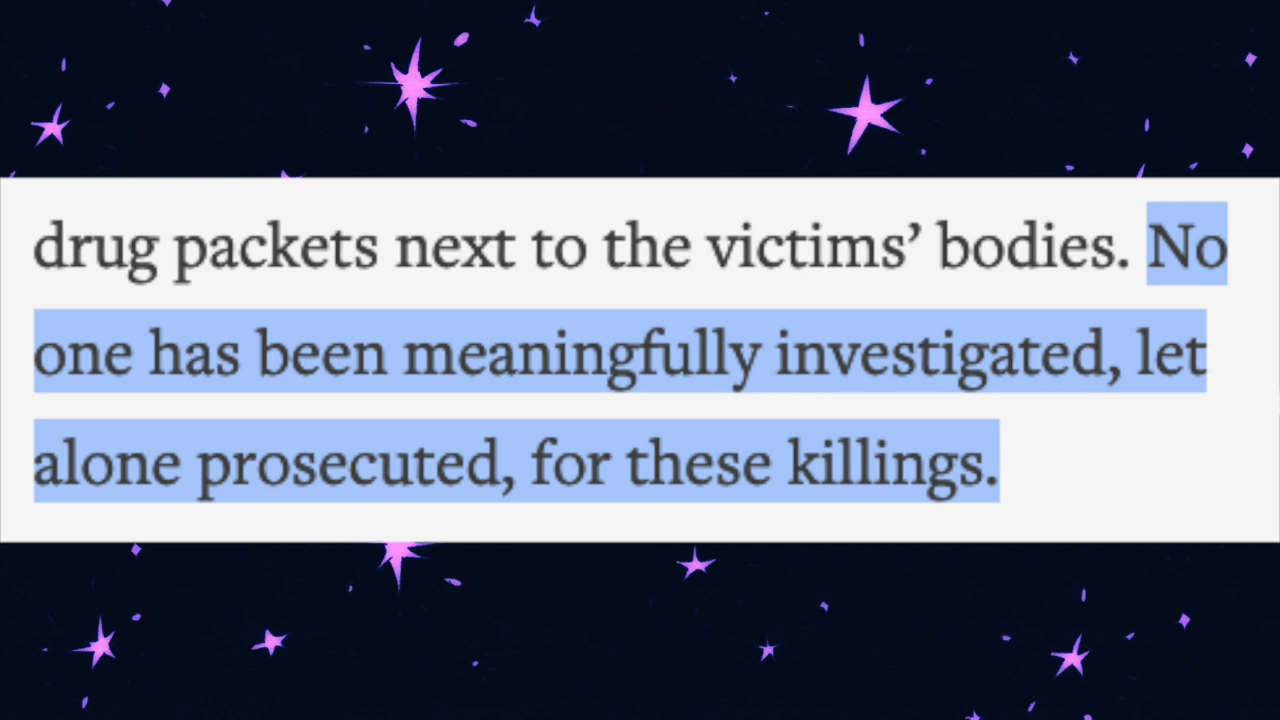 drug packets next to the victims’ bodies. No
one has been meaningfully investigated, let
alone prosecuted, for these killings.